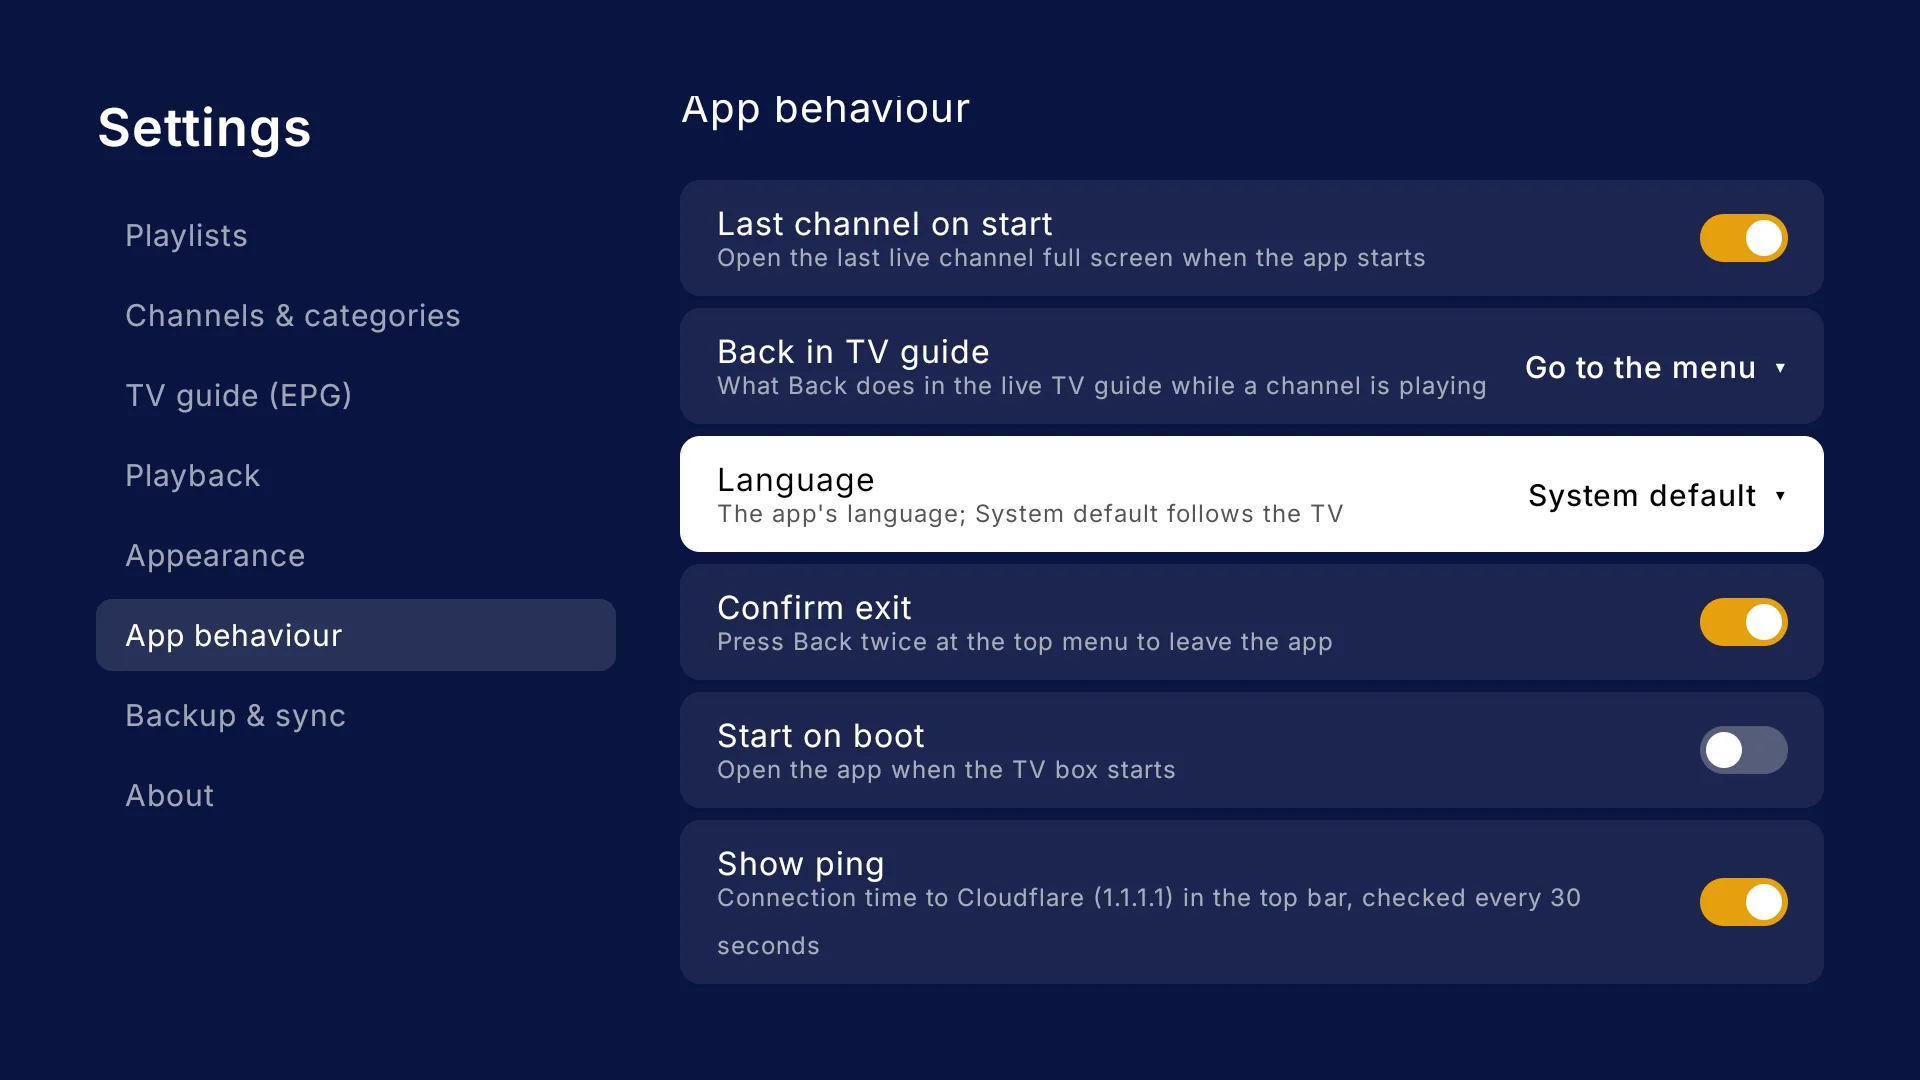 Settings
Playlists
Channels & categories
TV guide (EPG)
Playback
Appearance
App behaviour
Backup & sync
About
App behaviour
Last channel on start
Open the last live channel full screen when the app starts
Back in TV guide
What Back does in the live TV guide while a channel is playing
Go to the menu
Language
The app's language; System default follows the TV
System default
Confirm exit
Press Back twice at the top menu to leave the app
Start on boot
Open the app when the TV box starts
Show ping
Connection time to Cloudflare (1.1.1.1) in the top bar, checked every 30
seconds